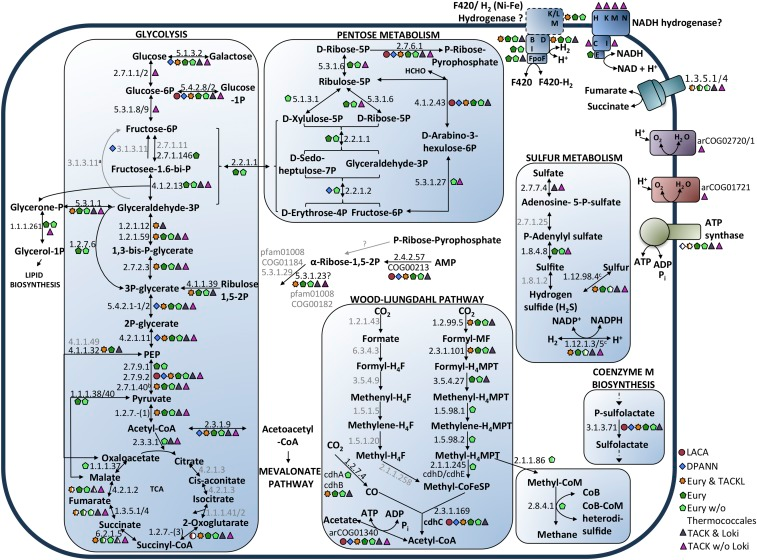 GLYCOLYSIS
Glucose
5.1.3.2
Galactose
2.7.1.1/2
Glucose-6P
5.4.2.8/2
Glucose
-1P
5.3.1.8/9
Fructose-6P
3.1.3.11
2.7.1.11
2.7.1.146
3.1.3.11ª
Fructosee-1.6-bi-P
4.1.2.13
Glycerone-P
5.3.1.1
Glyceraldehyde-3P
1.1.1.261
Glycerol-1P
LIPID
BIOSYNTHESIS
1.2.7.6
1.2.1.12
1.2.1.59
1,3-bis-P-glycerate
2.7.2.3
3P-glycerate
4.1.1.39
Ribulose
1,5-2P
5.4.2.1-1/2
2P-glycerate
4.2.1.11
4.1.1.49
4.1.1.32
PEP
2.7.9.1
2.7.9.2
2.7.1.40
1.1.1.38/40
Pyruvate
1.2.7.-(1)
Acetyl-CoA
2.3.1.9
Acetoacetyl
-CoA
MEVALONATE
PATHWAY
2.3.3.1
Oxalqacetate
Citrate
1.1.1.37
4.2.1.3
Malate
Cis-aconitate
4.2.1.2
TCA
4.2.1.3
Fumarate
Isocitrate
1.3.5.1/4
1.1.1.41/2
Succinate
2-Oxoglutarate
6.2.1.5
1.2.7.-(3)
Succinyl-CoA
PENTOSE METABOLISM
D-Ribose-5P
2.7.6.1
P-Ribose-
Pyrophosphate
5.3.1.6
Ribulose-5P
HCHO
5.1.3.1
5.3.1.6
4.1.2.43
D-Xylulose-5P
D-Ribose-5P
2.2.1.1
2.2.1.1
D-Arabino-3-
hexulose-6P
D-Sedo-
heptulose-7P
Glyceraldehyde-3P
2.2.1.2
5.3.1.27
D-Erythrose-4P
Fructose-6P
P-Ribose-Pyrophosphate
?
pfam01008
COG01184
5.3.1.29
α-Ribose-1,5-2P
2.4.2.57
AMP
COG00213
5.3.1.23?
pfam01008
COG00182
WOOD-LJUNGDAHL PATHWAY
CO2
CO2
1.2.1.43
1.2.99.5
Formate
Formyl-MF
6.3.4.3
2.3.1.101
Formyl-H4F
Formyl-H4MPT
3.5.4.9
3.5.4.27
Methenyl-H4F
Methenyl-H4MPT
1.5.1.5
1.5.98.1
Methylene-H4F
Methylene-H4MPT
1.5.1.20
1.5.98.2
Methyl-H4F
Methyl-H4MPT
CO2
1.2.7.4
2.1.1.258
2.1.1.245
cdhD/cdhE
cdhA
cdhB
CO
Methyl-CoFeSP
Acetate
ATP
ADP
Pi
2.3.1.169
cdhC
arCOG01340
Acetyl-CoA
2.1.1.86
Methyl-CoM
2.8.4.1
CoB
CoB-CoM
heterodi-
sulfide
Methane
F420/ H2 (Ni-Fe)
Hydrogenase ?
K/L
M
B
D
I
FpoF
H2
H+
F420
F420-H2
H K M N
NADH hydrogenase?
C I
E
NADH
NAD + H+
1.3.5.1/4
Fumarate
Succinate
H+
O2
H2O
arCOG02720/1
H+
O2
H2O
arCOG01721
ATP
synthase
ATP
ADP
Pi
SULFUR METABOLISM
Sulfate
2.7.7.4
Adenosine- 5-P-sulfate
2.7.1.25
P-Adenylyl sulfate
1.8.4.8
Sulfite
1.8.1.2
Sulfur
1.12.98.4
Hydrogen
sulfide (H2S)
NADP+
NADPH
H2
H+
1.12.1.3/5
COENZYME M
BIOSYNTHESIS
P-sulfolactate
3.1.3.71
Sulfolactate
LACA
DPANN
Eury & TACKL
Eury
Eury w/o
Thermococcales
TACK & Loki
TACK w/o Loki